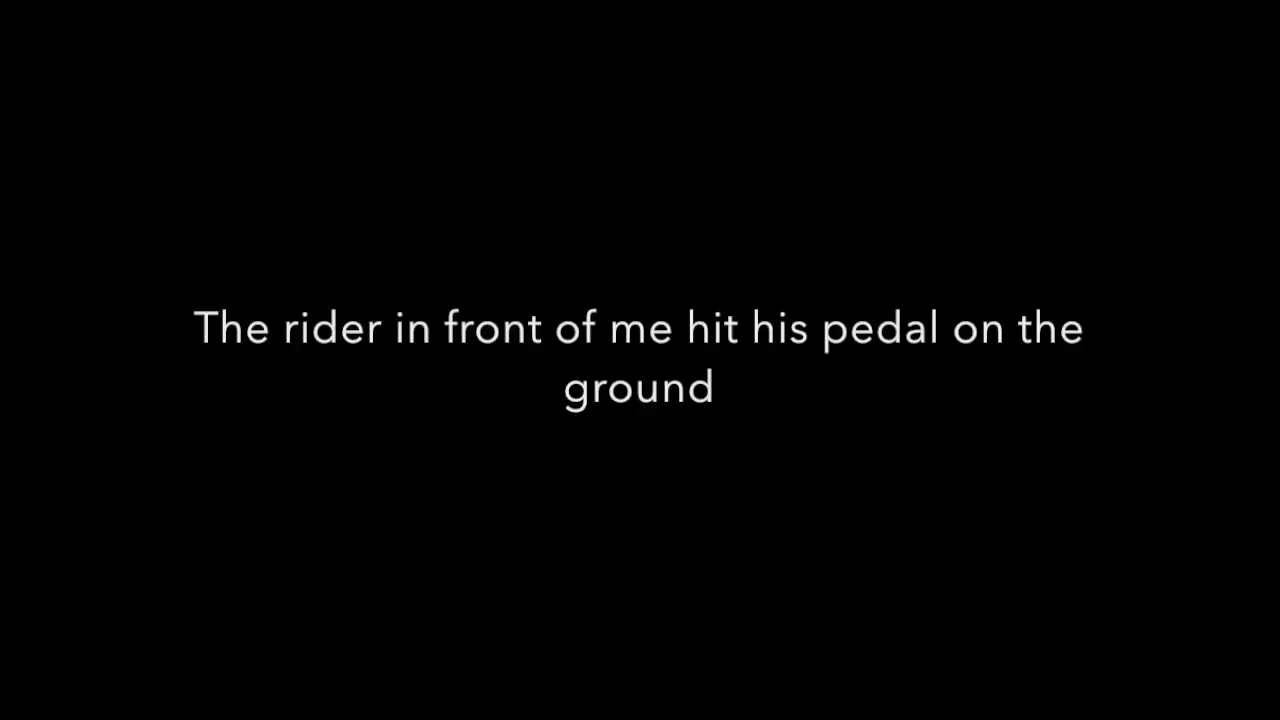 The rider in front of me hit his pedal on the
ground